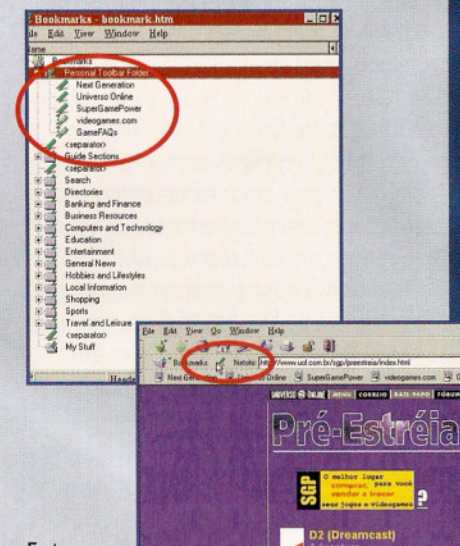 Bookmarks - bookmark.htm
File Edit View Window Help
Name
Bookmarks
Personal Toolbar Folder
Next Generation
Universo Online
SuperGamePower
videogames.com
GameFAQs
<separator>
Guide Sections
<separator>
Search
Directories
Banking and Finance
Business Resources
Computers and Technology
Education
Entertainment
General News
Hobbies and Lifestyles
Local Information
Shopping
Sports
Travel and Leisure
<separator>
My Stuff
File Edit View Go Window Help
Bookmarks Netsite: http://www.uol.com.br/sgp/preestreia/index.html
Next Generation Universo Online SuperGamePower videogames.com
UNIVERSO ONLINE MENU CORREIO BATE-PAPO FÓRUM
Pré-Estréia
SGP
O melhor lugar
comprar, para você
vender e trocar
seus jogos e videogames
D2 (Dreamcast)